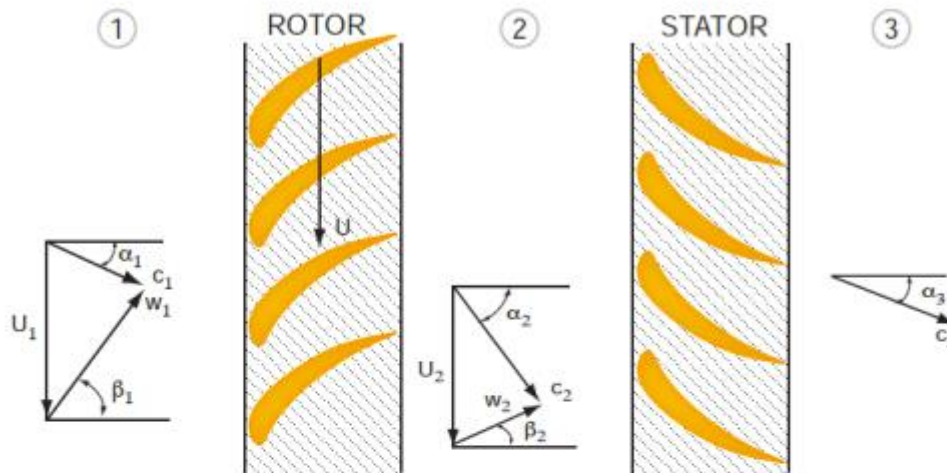 1 ROTOR 2 STATOR 3
U
α₁
c₁
w₁
U₁
β₁
α₂
U₂
c₂
w₂
β₂
α₃
c